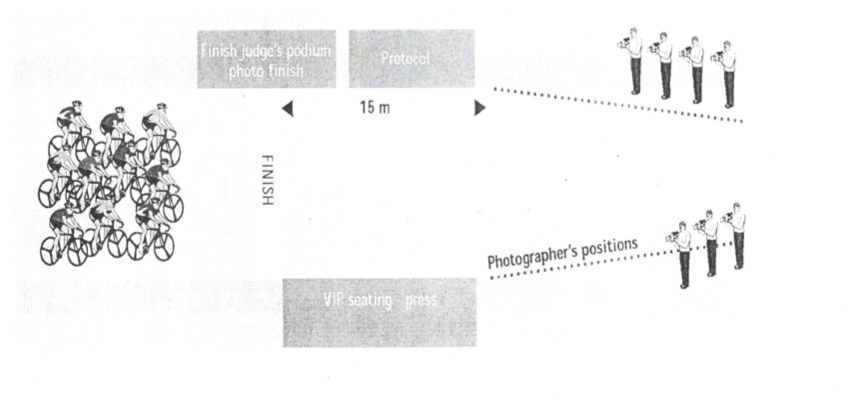 Finish judge's podium
photo finish
Protocol
15 m
FINISH
Photographer's positions
VIP seating press